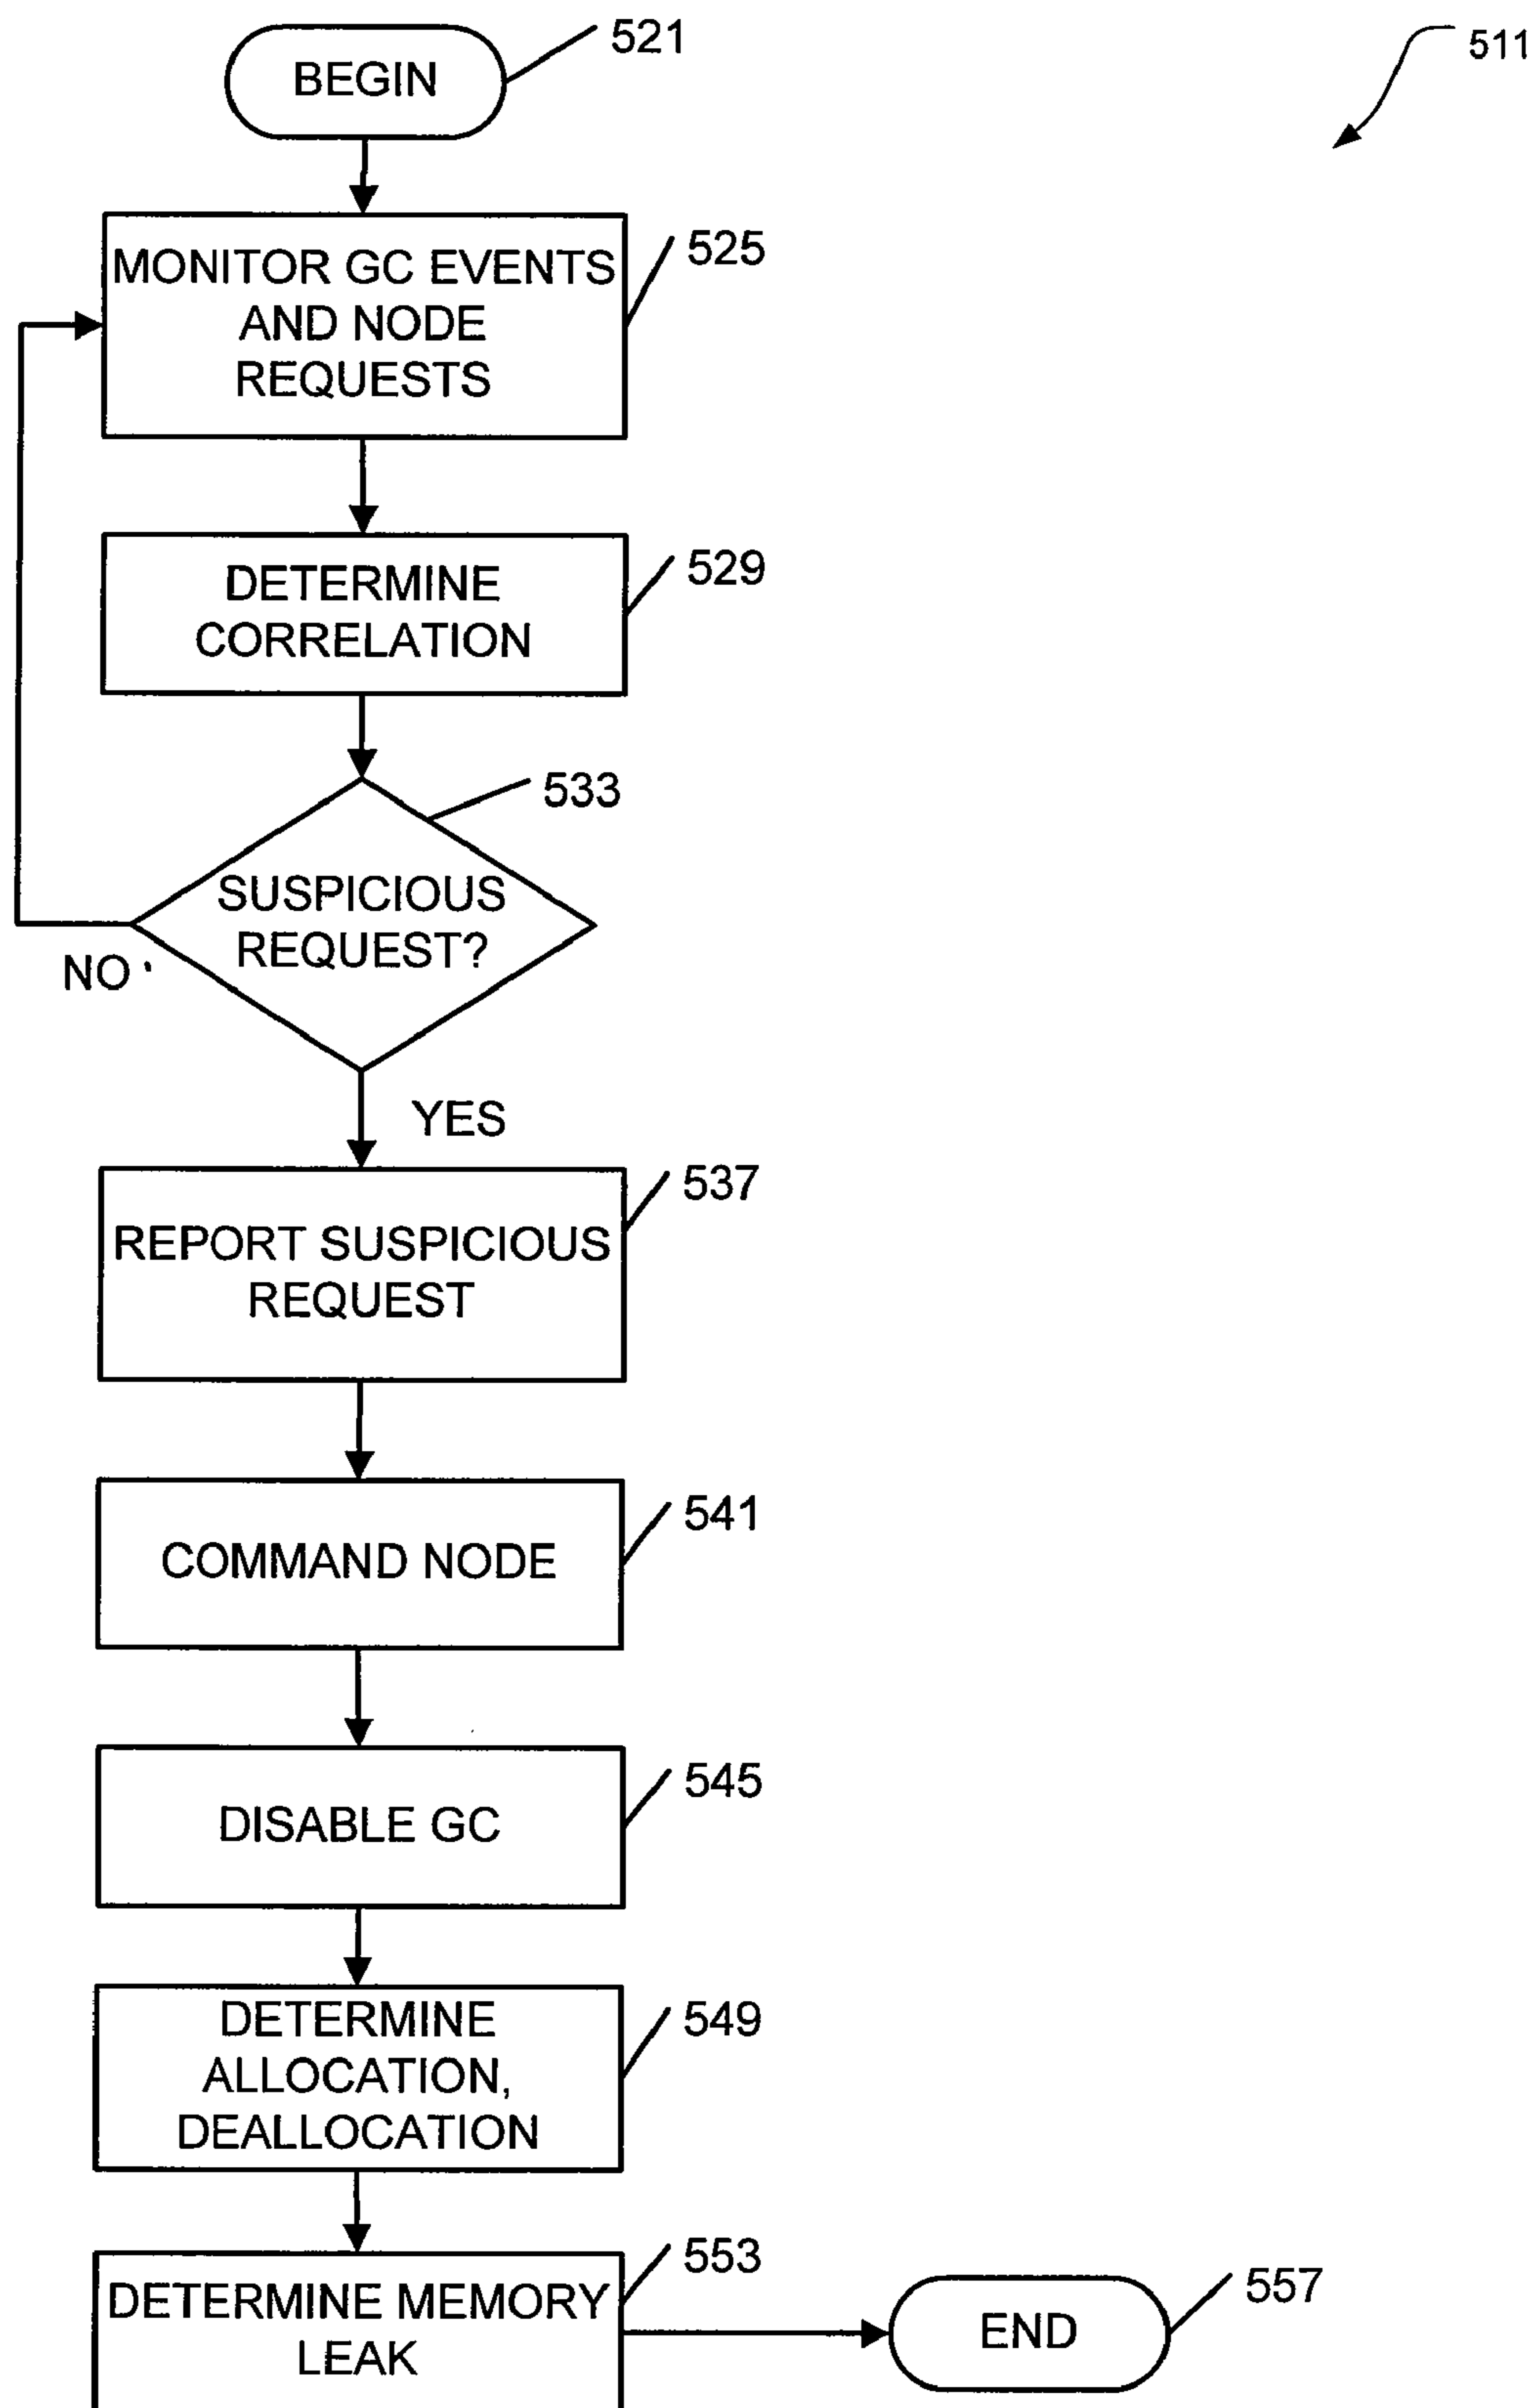 521
511
BEGIN
525
MONITOR GC EVENTS
AND NODE
REQUESTS
529
DETERMINE
CORRELATION
533
SUSPICIOUS
REQUEST?
NO
YES
537
REPORT SUSPICIOUS
REQUEST
541
COMMAND NODE
545
DISABLE GC
549
DETERMINE
ALLOCATION,
DEALLOCATION
553
DETERMINE MEMORY
LEAK
557
END